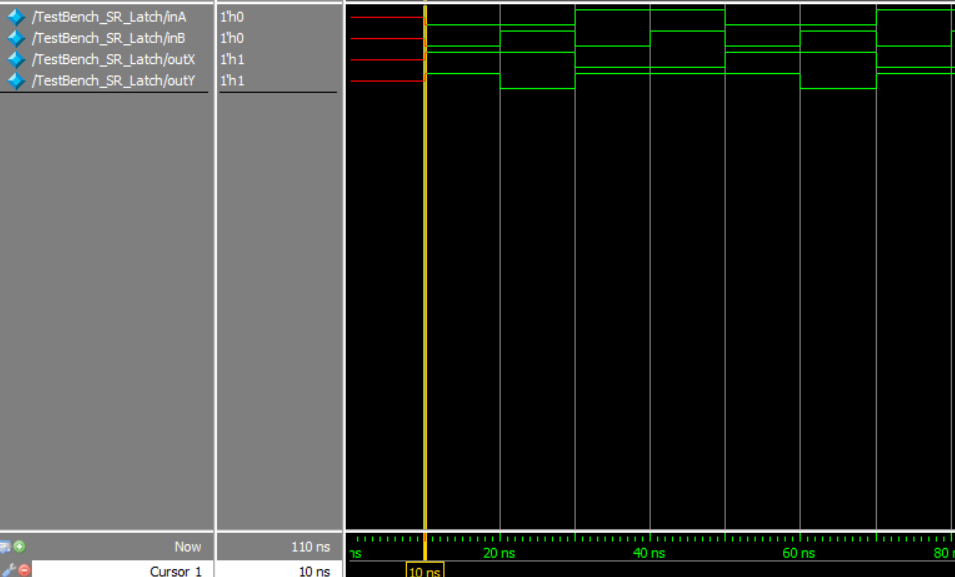 /TestBench_SR_Latch/inA 1'h0
/TestBench_SR_Latch/inB 1'h0
/TestBench_SR_Latch/outX 1'h1
/TestBench_SR_Latch/outY 1'h1
Now 110 ns
ns 20 ns 40 ns 60 ns 80
Cursor 1 10 ns 10 ns